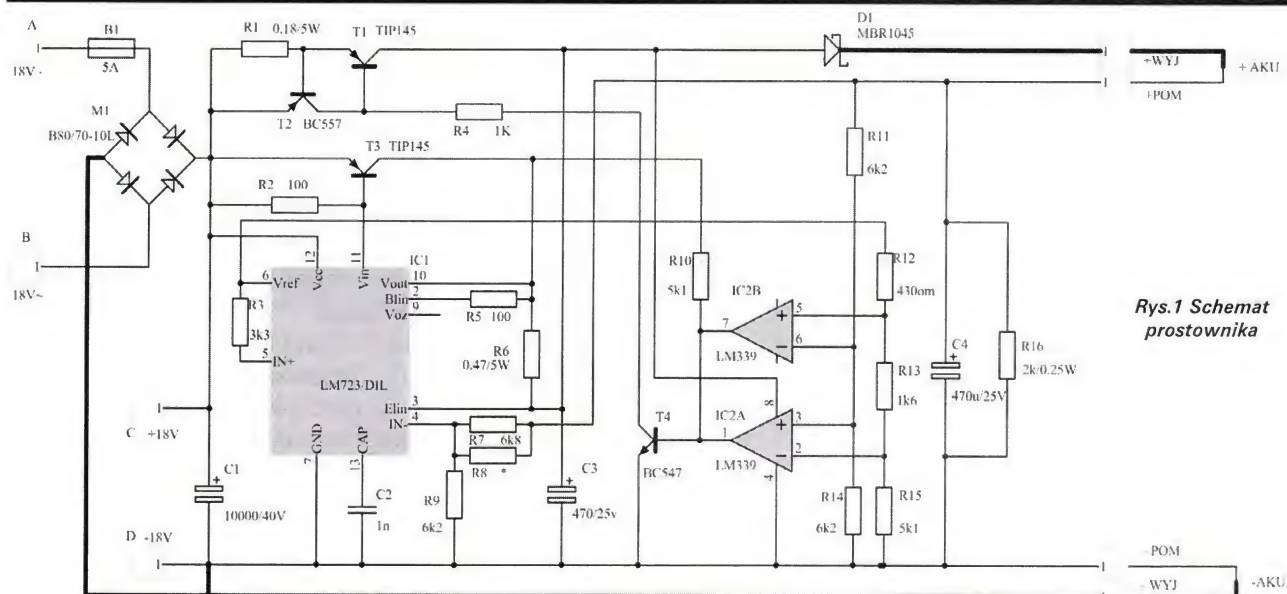 A
B1
5A
18V~
M1
B80/70-10L
B
18V~
R1 0.18/5W
T1 TIP145
T2 BC557
R4 1K
T3 TIP145
R2 100
D1
MBR1045
+WYJ
+POM
+AKU
R11
6k2
R12
430om
R13
1k6
R10
5k1
IC2B
LM339
5
6
7
IC2A
LM339
8
3
2
1
4
T4
BC547
R14
6k2
R15
5k1
C4
470u/25V
R16
2k/0.25W
Rys.1 Schemat
prostownika
IC1
12
11
Vcc
Vin
6 Vref
R3
3k3
5 IN+
Vout 10
Blin 2
Voz 9
R5 100
R6
0.47/5W
LM723/DIL
Elin 3
IN- 4
R7 6k8
R8 *
R9
6k2
GND
7
CAP
13
C2
1n
C3
470/25v
C +18V
C1
10000/40V
D -18V
-POM
-WYJ
-AKU